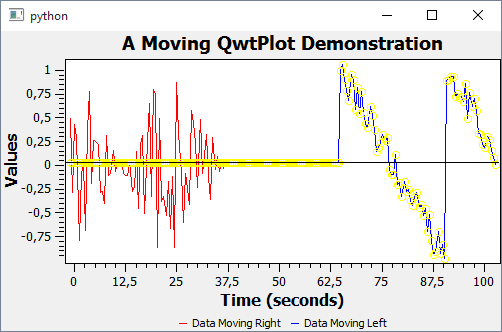 python
A Moving QwtPlot Demonstration
Values
1
0,75
0,5
0,25
0
-0,25
-0,5
-0,75
0 12,5 25 37,5 50 62,5 75 87,5 100
Time (seconds)
Data Moving Right Data Moving Left